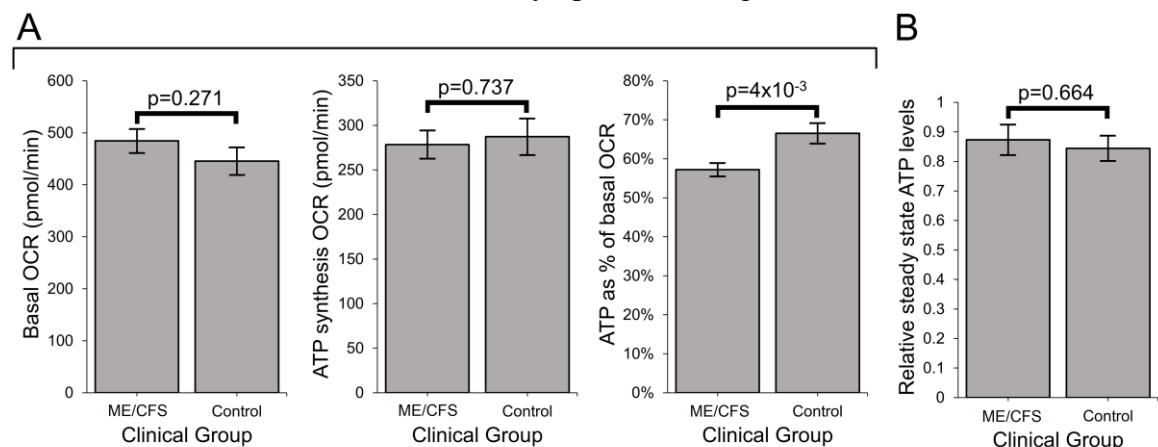 A
B
Basal OCR (pmol/min)
600
500
400
300
200
100
0
p=0.271
ME/CFS
Control
Clinical Group
ATP synthesis OCR (pmol/min)
350
300
250
200
150
100
50
0
p=0.737
ME/CFS
Control
Clinical Group
ATP as % of basal OCR
80%
70%
60%
50%
40%
30%
20%
10%
0%
p=4x10⁻³
ME/CFS
Control
Clinical Group
Relative steady state ATP levels
1
0.9
0.8
0.7
0.6
0.5
0.4
0.3
0.2
0.1
0
p=0.664
ME/CFS
Control
Clinical Group